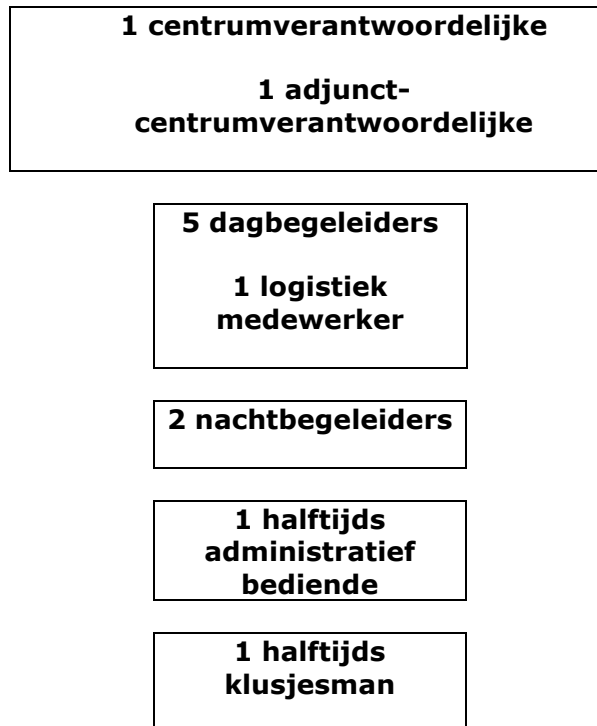 1 centrumverantwoordelijke
1 adjunct-
centrumverantwoordelijke
5 dagbegeleiders
1 logistiek
medewerker
2 nachtbegeleiders
1 halftijds
administratief
bediende
1 halftijds
klusjesman